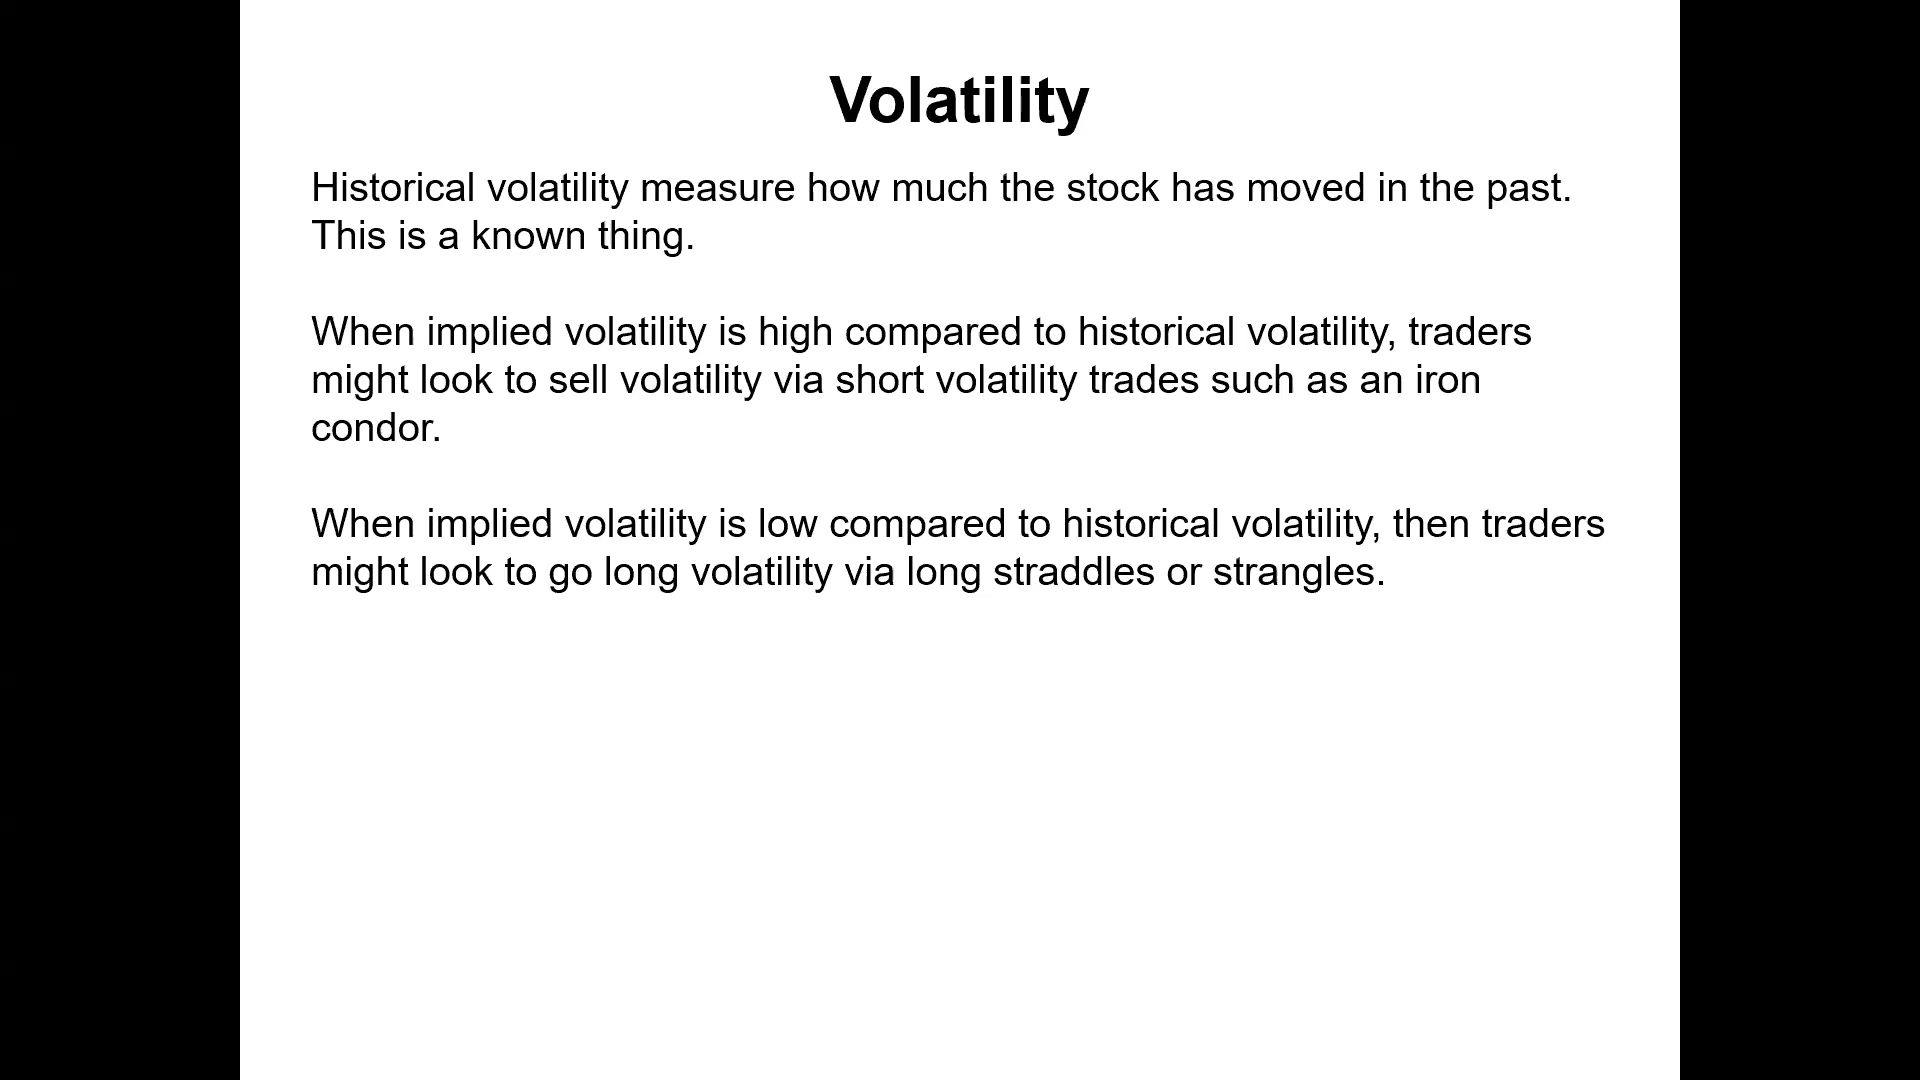 Volatility
Historical volatility measure how much the stock has moved in the past.
This is a known thing.
When implied volatility is high compared to historical volatility, traders
might look to sell volatility via short volatility trades such as an iron
condor.
When implied volatility is low compared to historical volatility, then traders
might look to go long volatility via long straddles or strangles.